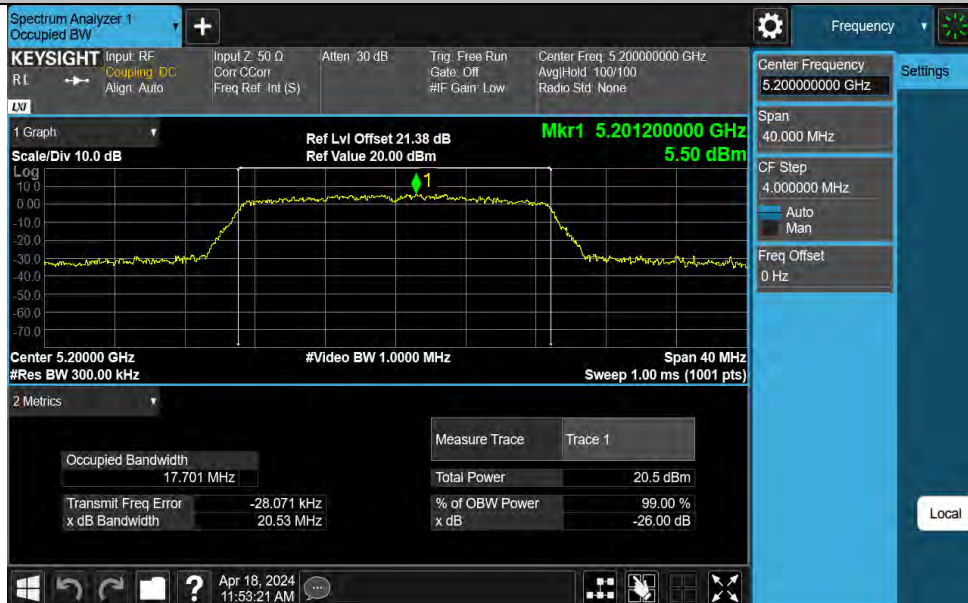 Spectrum Analyzer 1
Occupied BW
+
Frequency
KEYSIGHT
Input: RF
Coupling: DC
Align: Auto
Input Z: 50 Ω
Corr CCorr
Freq Ref: Int (S)
Atten: 30 dB
Trig: Free Run
Gate: Off
#IF Gain: Low
Center Freq: 5.200000000 GHz
Avg|Hold: 100/100
Radio Std: None
LXI
Center Frequency
5.200000000 GHz
Settings
Span
40.000 MHz
CF Step
4.000000 MHz
Auto
Man
Freq Offset
0 Hz
Local
1 Graph
Scale/Div 10.0 dB
Ref Lvl Offset 21.38 dB
Ref Value 20.00 dBm
Mkr1 5.201200000 GHz
5.50 dBm
Log
10.0
0.00
-10.0
-20.0
-30.0
-40.0
-50.0
-60.0
-70.0
1
Center 5.20000 GHz
#Video BW 1.0000 MHz
Span 40 MHz
#Res BW 300.00 kHz
Sweep 1.00 ms (1001 pts)
2 Metrics
Measure Trace Trace 1
Occupied Bandwidth
17.701 MHz
Total Power 20.5 dBm
Transmit Freq Error -28.071 kHz
% of OBW Power 99.00 %
x dB Bandwidth 20.53 MHz
x dB -26.00 dB
?
Apr 18, 2024
11:53:21 AM